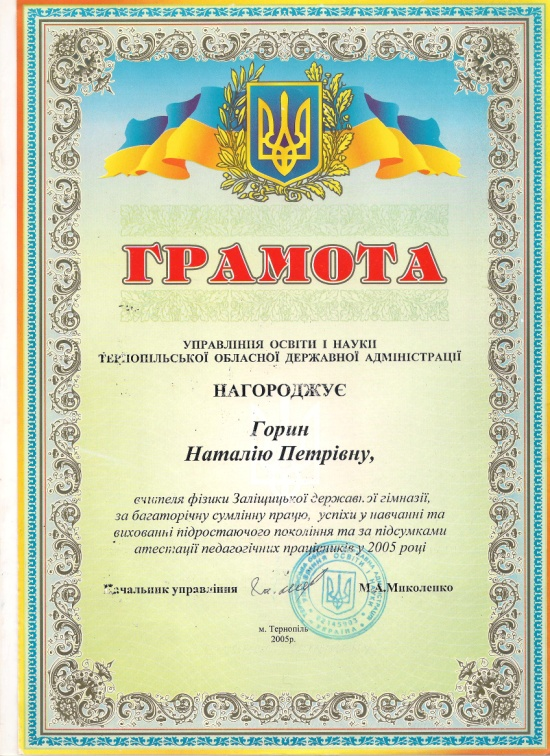 ГРАМОТА
УПРАВЛІННЯ ОСВІТИ І НАУКИ
ТЕРНОПІЛЬСЬКОЇ ОБЛАСНОЇ ДЕРЖАВНОЇ АДМІНІСТРАЦІЇ
НАГОРОДЖУЄ
Горин
Наталію Петрівну,
вчителя фізики Заліщицької державної гімназії,
за багаторічну сумлінну працю, успіхи у навчанні та
вихованні підростаючого покоління та за підсумками
атестації педагогічних працівників у 2005 році
Начальник управління М.А.Миколенко
м. Тернопіль
2005р.